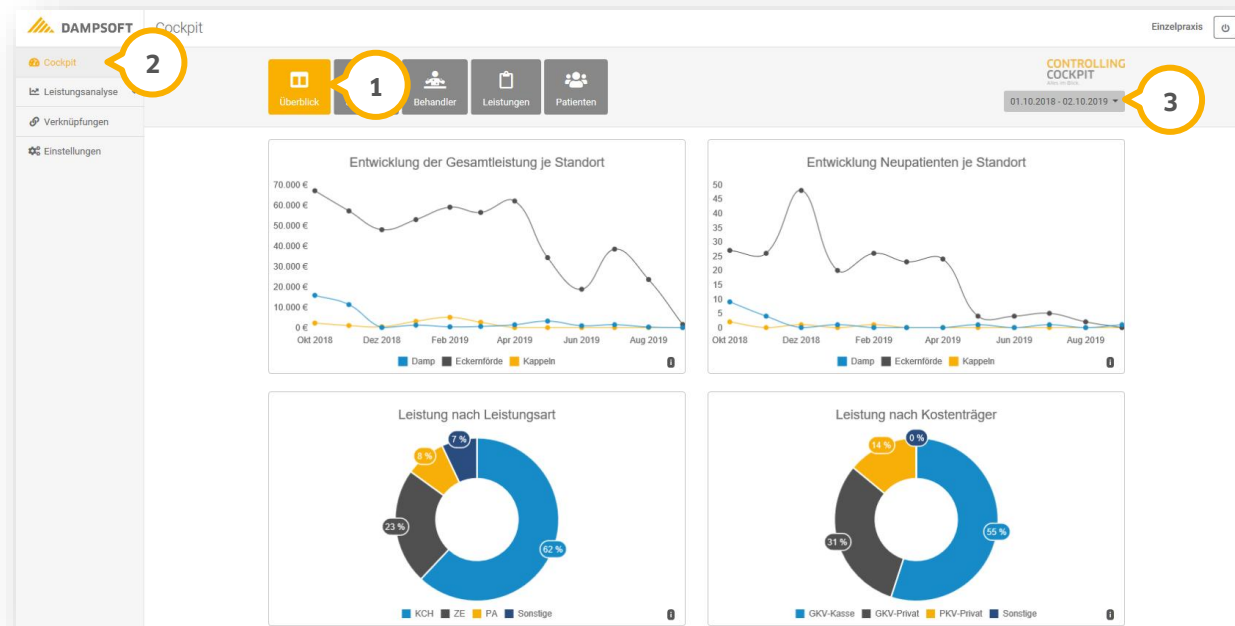 DAMPSOFT
Cockpit
Einzelpraxis
Cockpit
2
Leistungsanalyse
Verknüpfungen
Einstellungen
Überblick
1
Behandler
Leistungen
Patienten
CONTROLLING
COCKPIT
01.10.2018 - 02.10.2019
3
Entwicklung der Gesamtleistung je Standort
70.000 €
60.000 €
50.000 €
40.000 €
30.000 €
20.000 €
10.000 €
0 €
Okt 2018 Dez 2018 Feb 2019 Apr 2019 Jun 2019 Aug 2019
Damp Eckernförde Kappeln
Entwicklung Neupatienten je Standort
50
45
40
35
30
25
20
15
10
5
0
Okt 2018 Dez 2018 Feb 2019 Apr 2019 Jun 2019 Aug 2019
Damp Eckernförde Kappeln
Leistung nach Leistungsart
7 %
8 %
23 %
62 %
KCH ZE PA Sonstige
Leistung nach Kostenträger
0 %
14 %
31 %
55 %
GKV-Kasse GKV-Privat PKV-Privat Sonstige